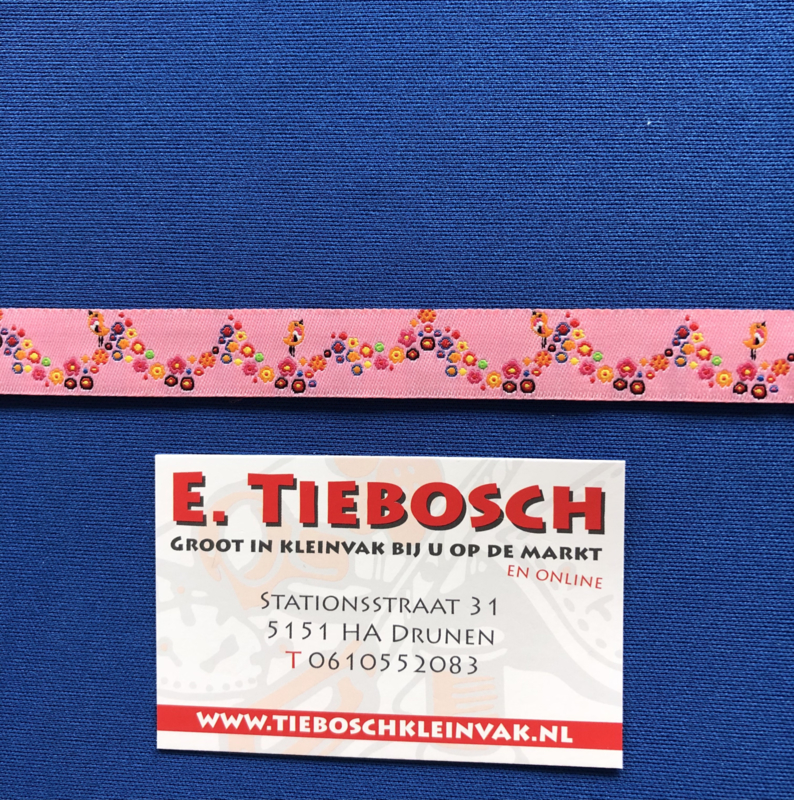 E. TIEBOSCH
GROOT IN KLEINVAK BIJ U OP DE MARKT
EN ONLINE
STATIONSSTRAAT 31
5151 HA DRUNEN
T 0610552083
WWW.TIEBOSCHKLEINVAK.NL